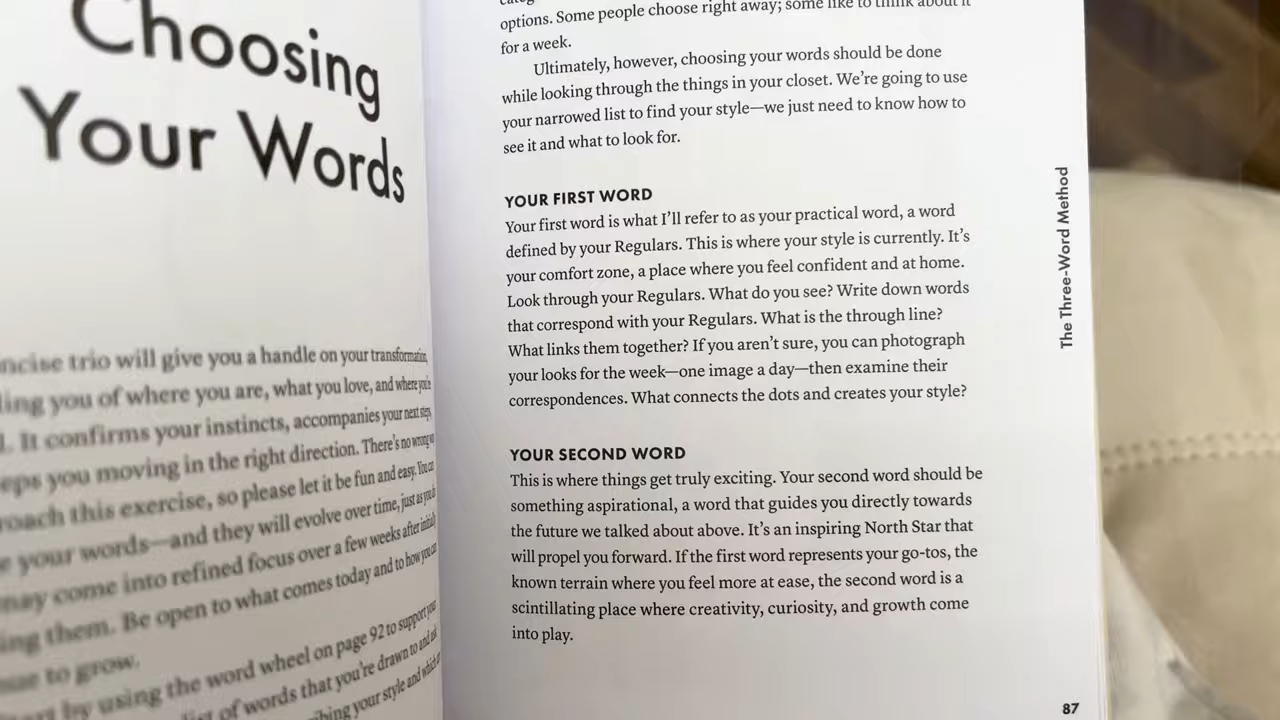 Choosing
Your Words
ncise trio will give you a handle on your transformation,
ling you of where you are, what you love, and where you're
. It confirms your instincts, accompanies your next steps,
eps you moving in the right direction. There's no wrong
roach this exercise, so please let it be fun and easy. You can
your words—and they will evolve over time, just as you
may come into refined focus over a few weeks after initially
ing them. Be open to what comes today and to how you can
to grow.
by using the word wheel on page 92 to support your
list of words that you're drawn to and
your style and which
options. Some people choose right away; some like to think about it
for a week.
Ultimately, however, choosing your words should be done
while looking through the things in your closet. We're going to use
your narrowed list to find your style—we just need to know how to
see it and what to look for.
YOUR FIRST WORD
Your first word is what I'll refer to as your practical word, a word
defined by your Regulars. This is where your style is currently. It's
your comfort zone, a place where you feel confident and at home.
Look through your Regulars. What do you see? Write down words
that correspond with your Regulars. What is the through line?
What links them together? If you aren't sure, you can photograph
your looks for the week—one image a day—then examine their
correspondences. What connects the dots and creates your style?
YOUR SECOND WORD
This is where things get truly exciting. Your second word should be
something aspirational, a word that guides you directly towards
the future we talked about above. It's an inspiring North Star that
will propel you forward. If the first word represents your go-tos, the
known terrain where you feel more at ease, the second word is a
scintillating place where creativity, curiosity, and growth come
into play.
The Three-Word Method
87